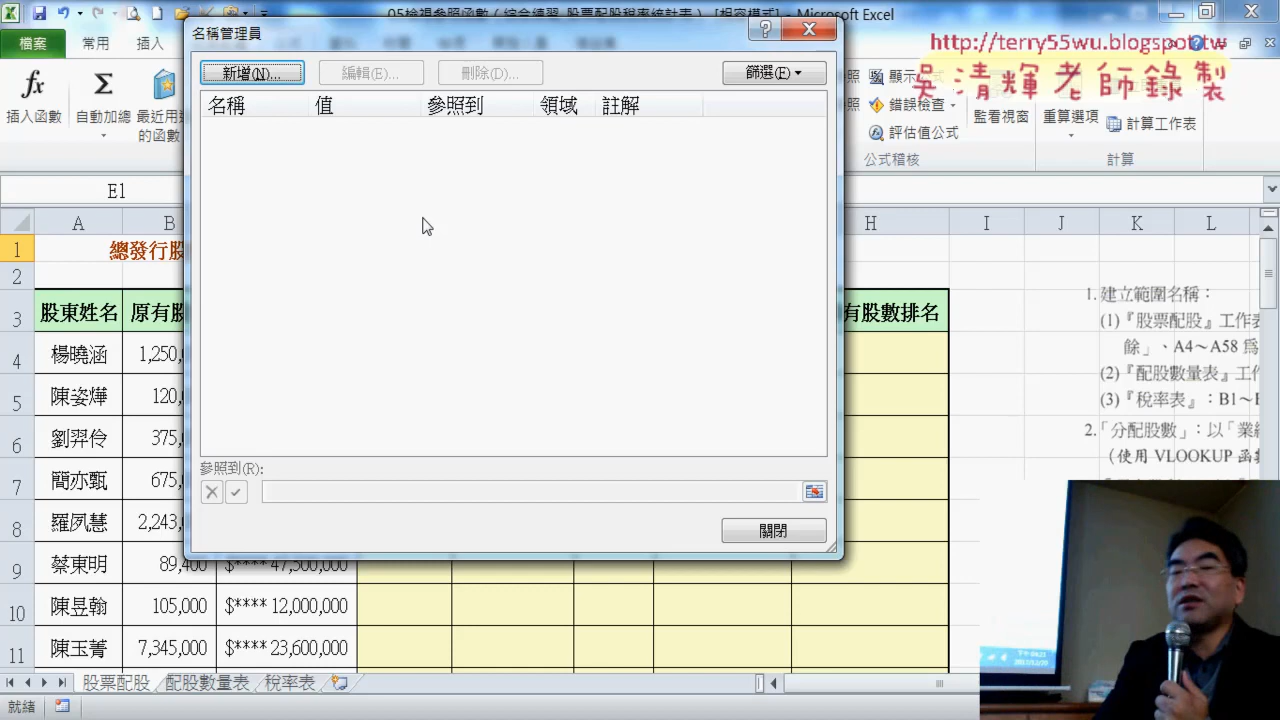 05檢視參照函數（綜合練習-股票配股稅率統計表） [相容模式] - Microsoft Excel
http://terry55wu.blogspot.tw
吳清輝老師錄製
檔案 常用 插入
名稱管理員
新增(N)... 編輯(E)... 刪除(D)... 篩選(F)
名稱 值 參照到 領域 註解
參照到(R):
關閉
插入函數
自動加總
最近用
的函數
顯示
錯誤檢查
評估值公式
公式稽核
監看視窗
重算選項
計算工作表
計算
E1
A B H I J K L
1 總發行股
2
3 股東姓名 原有股 有股數排名
4 楊曉涵 1,250,
5 陳姿燁 120,
6 劉羿伶 375,
7 簡亦甄 675,
8 羅夙慧 2,243,
9 蔡東明 89,400 $**** 47,500,000
10 陳昱翰 105,000 $**** 12,000,000
11 陳玉菁 7,345,000 $**** 23,600,000
1. 建立範圍名稱：
(1)『股票配股』工作表
餘」、A4～A58 為
(2)『配股數量表』工作
(3)『稅率表』：B1～
2.「分配股數」：以「業績
（使用 VLOOKUP 函數
股票配股 配股數量表 稅率表
就緒